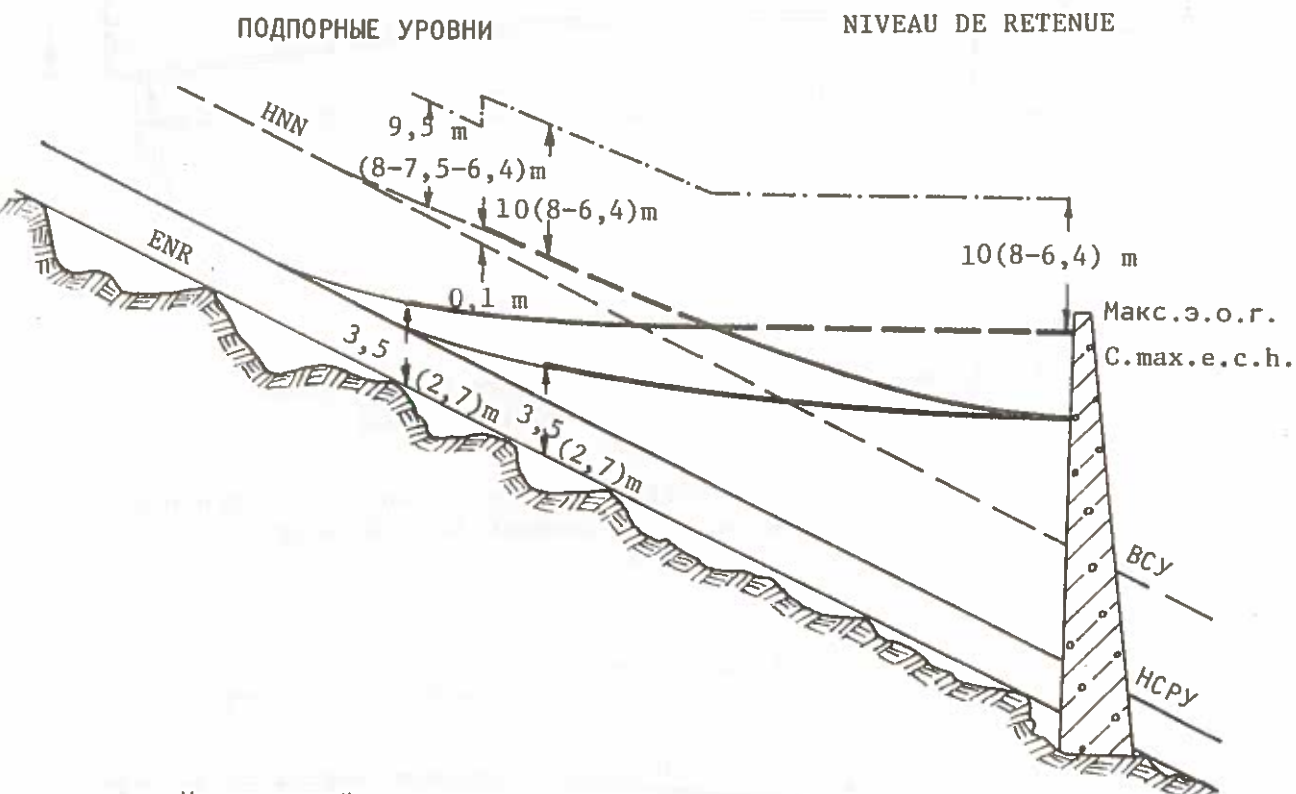 ПОДПОРНЫЕ УРОВНИ
NIVEAU DE RETENUE
HNN
9,5 m
(8-7,5-6,4)m
10(8-6,4)m
10(8-6,4) m
ENR
0,1 m
Макс.э.о.г.
C.max.e.c.h.
3,5
(2,7)m
3,5
(2,7)m
ВСУ
НСРУ